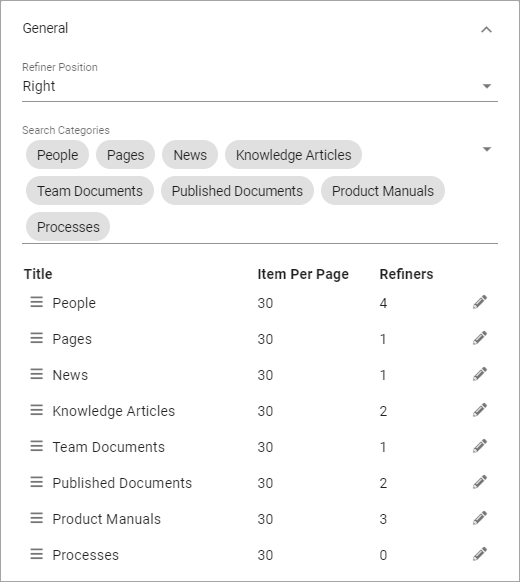 General
Refiner Position
Right
Search Categories
People Pages News Knowledge Articles
Team Documents Published Documents Product Manuals
Processes
Title Item Per Page Refiners
People 30 4
Pages 30 1
News 30 1
Knowledge Articles 30 2
Team Documents 30 1
Published Documents 30 2
Product Manuals 30 3
Processes 30 0